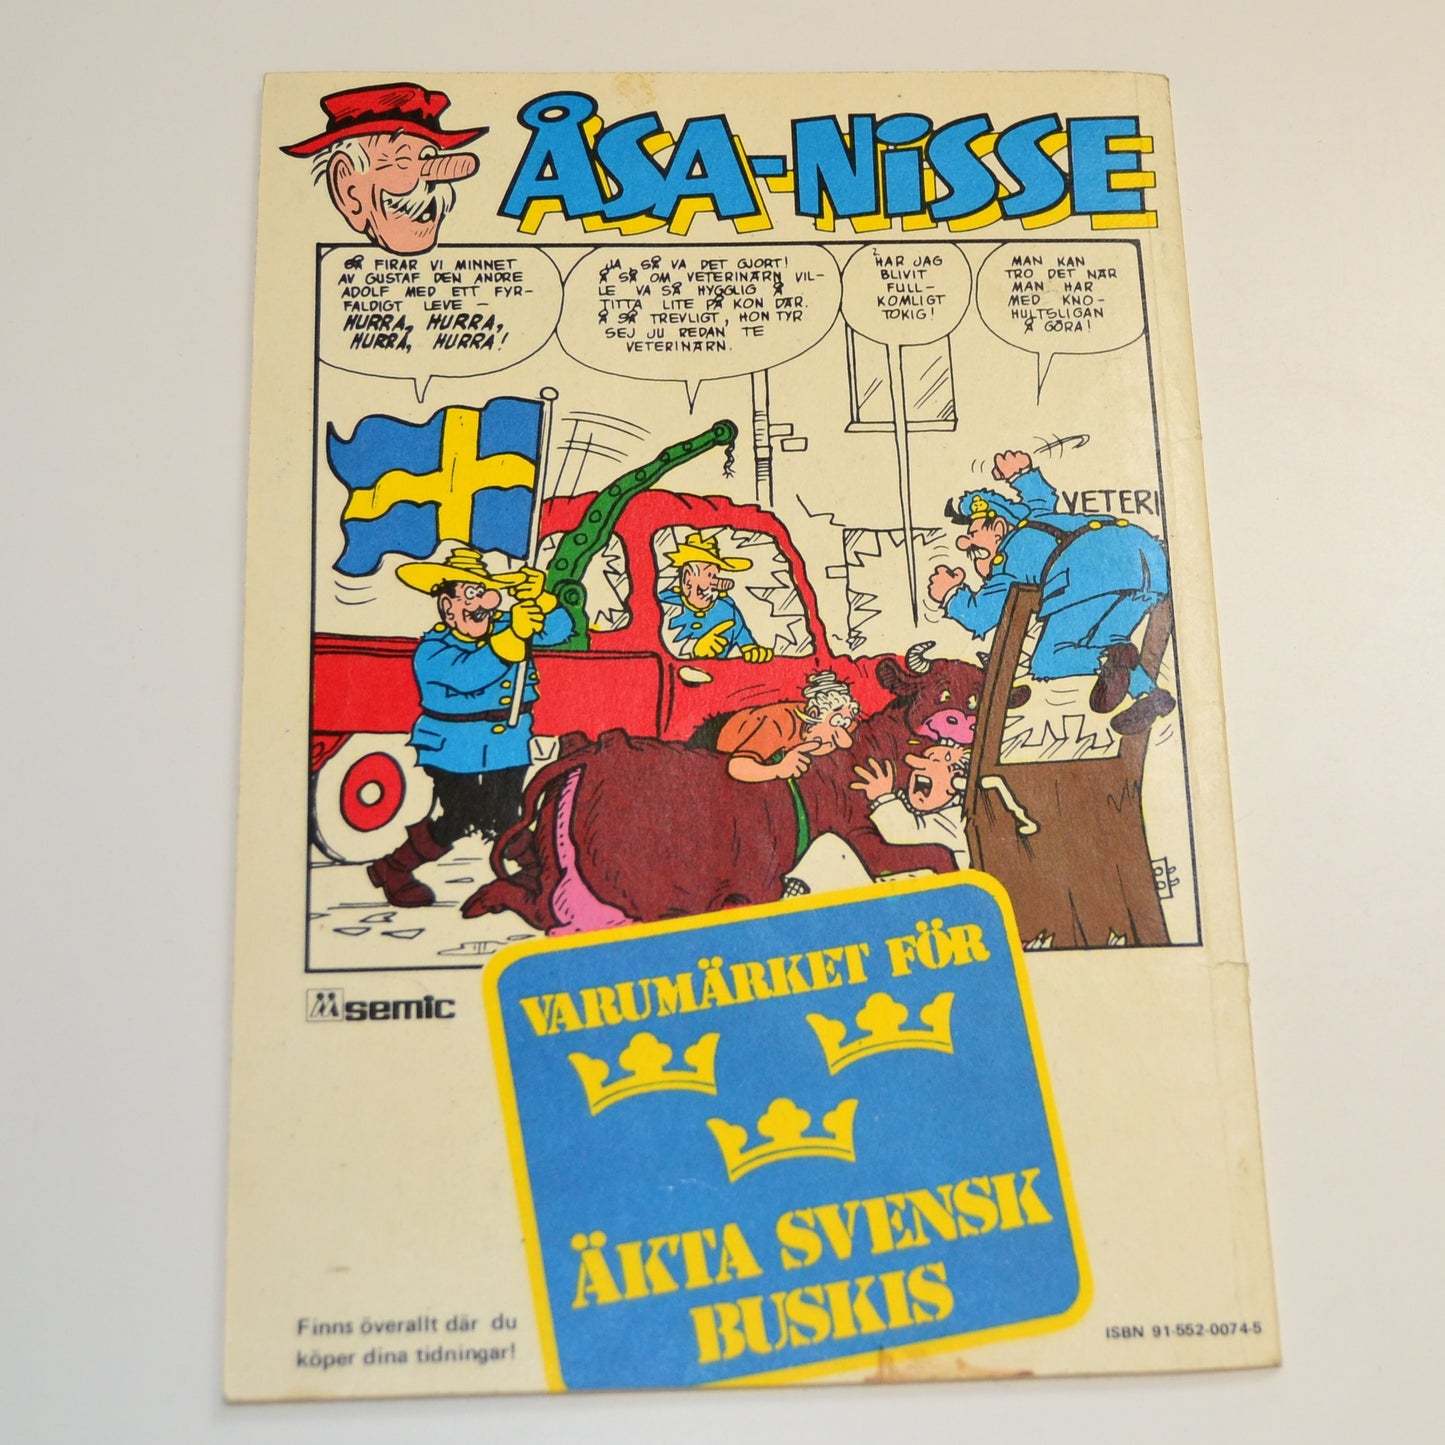 ÅSA-NISSE
SÅ FIRAR VI MINNET
AV GUSTAF DEN ANDRE
ADOLF MED ETT FYR-
FALDIGT LEVE —
HURRA, HURRA,
HURRA, HURRA!
JA, SÅ VA DET GJORT!
Å SÅ OM VETERINÄRN VIL-
LE VA SÅ HYGGLIG Å
TITTA LITE PÅ KON DÄR.
Å SÅ TREVLIGT, HON TYR
SEJ JU REDAN TE
VETERINÄRN.
HAR JAG
BLIVIT
FULL-
KOMLIGT
TOKIG!
MAN KAN
TRO DET NÄR
MAN HAR
MED KNO-
HULTSLIGAN
Å GÖRA!
VETERI
semic
VARUMÄRKET FÖR
ÄKTA SVENSK
BUSKIS
Finns överallt där du
köper dina tidningar!
ISBN 91-552-0074-5